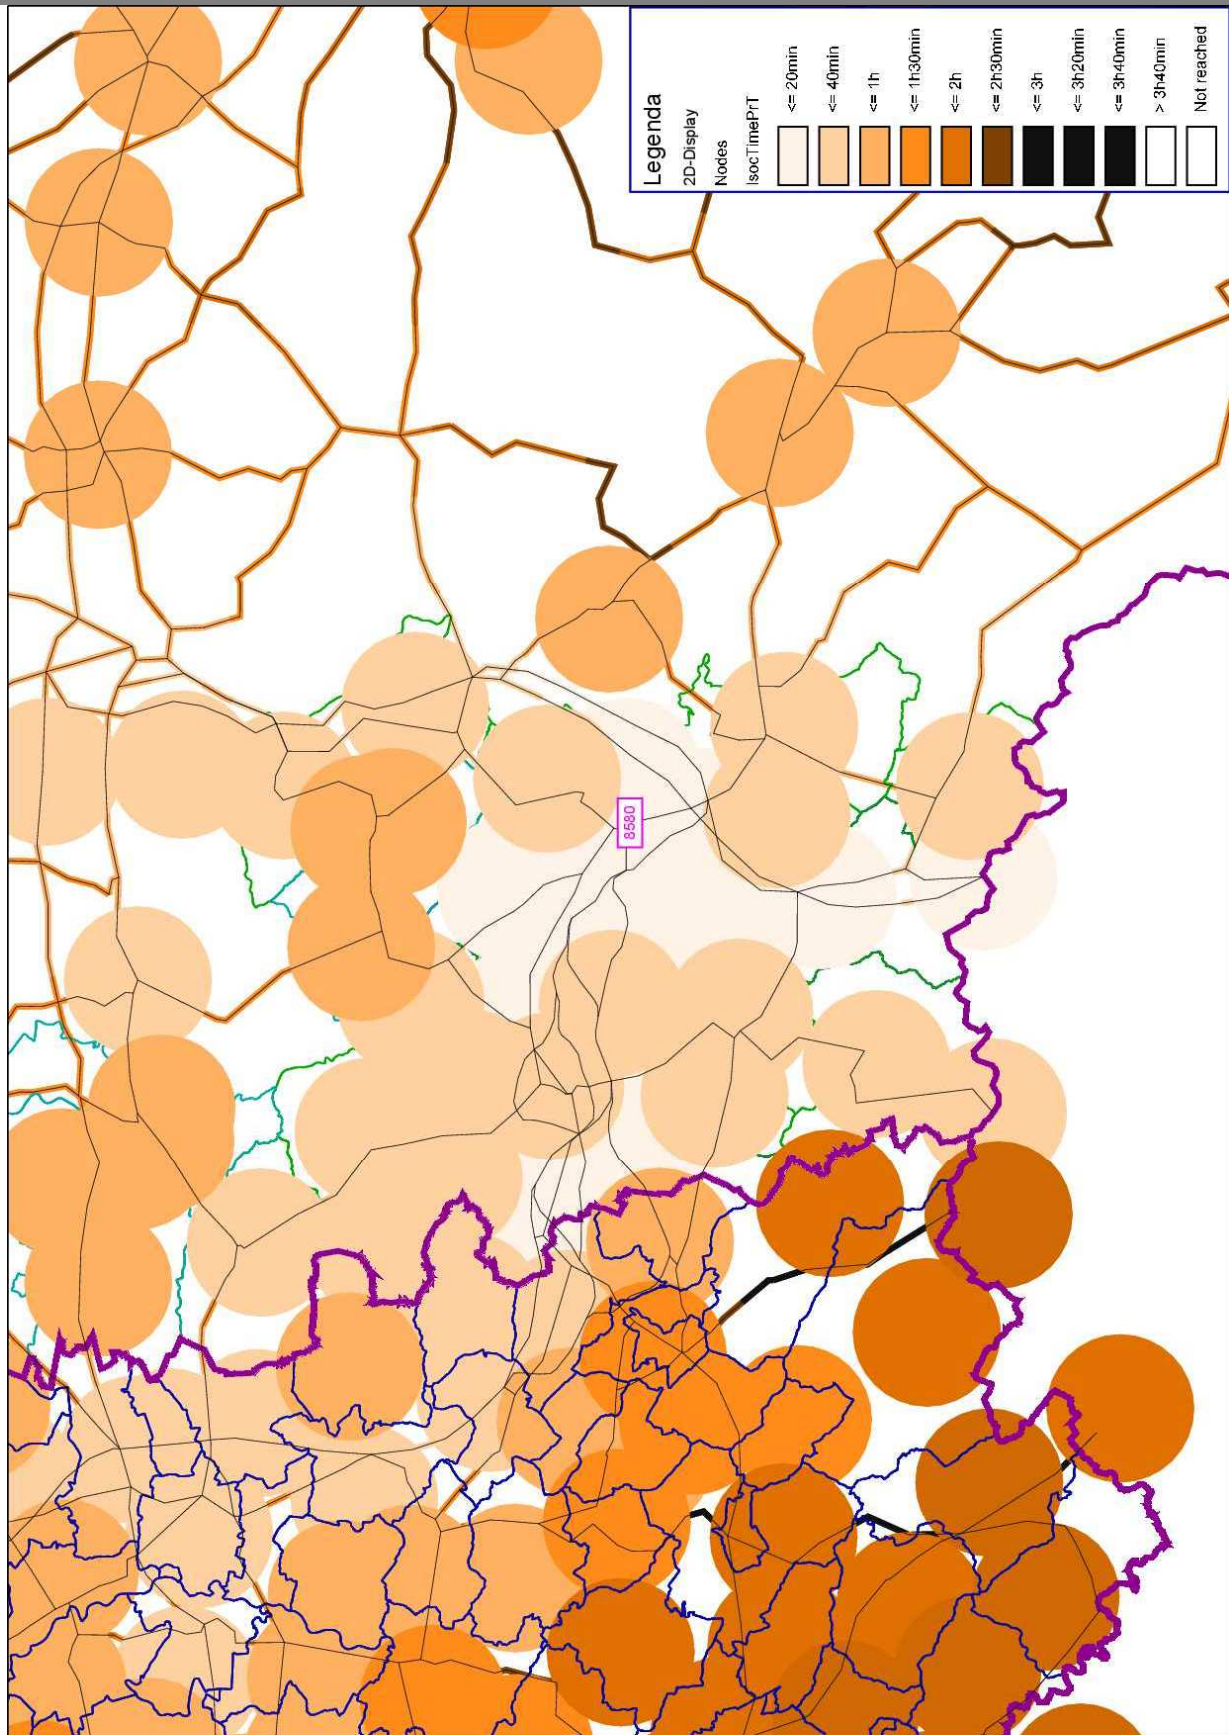 Legenda
2D-Display
Nodes
IsocTimePrT
<= 20min
<= 40min
<= 1h
<= 1h30min
<= 2h
<= 2h30min
<= 3h
<= 3h20min
<= 3h40min
> 3h40min
Not reached
8580